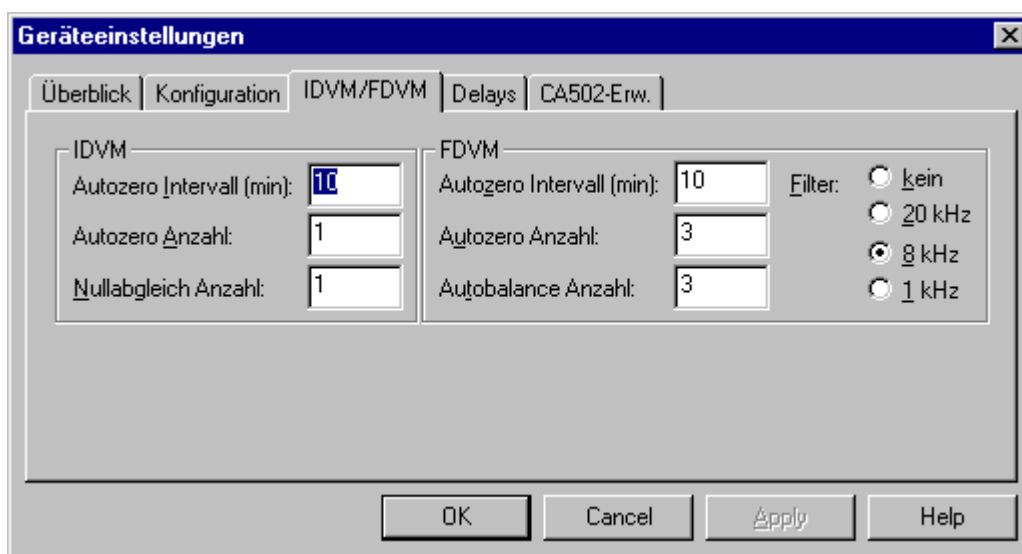 Geräteeinstellungen
Überblick Konfiguration IDVM/FDVM Delays CA502-Erw.
IDVM
Autozero Intervall (min): 10
Autozero Anzahl: 1
Nullabgleich Anzahl: 1
FDVM
Autozero Intervall (min): 10
Autozero Anzahl: 3
Autobalance Anzahl: 3
Filter:
kein
20 kHz
8 kHz
1 kHz
OK Cancel Apply Help